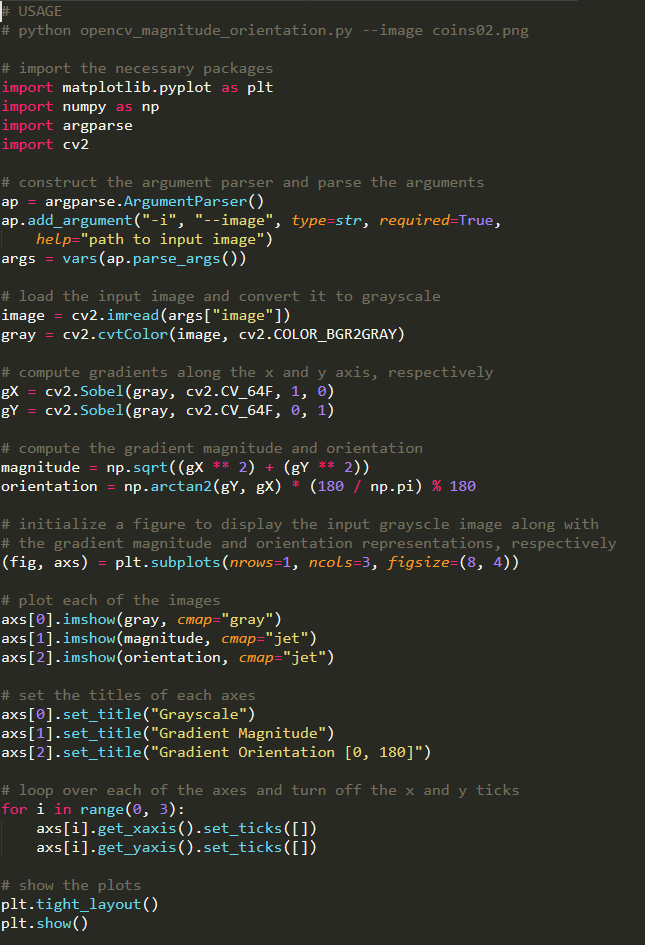 # USAGE
# python opencv_magnitude_orientation.py --image coins02.png

# import the necessary packages
import matplotlib.pyplot as plt
import numpy as np
import argparse
import cv2

# construct the argument parser and parse the arguments
ap = argparse.ArgumentParser()
ap.add_argument("-i", "--image", type=str, required=True,
    help="path to input image")
args = vars(ap.parse_args())

# load the input image and convert it to grayscale
image = cv2.imread(args["image"])
gray = cv2.cvtColor(image, cv2.COLOR_BGR2GRAY)

# compute gradients along the x and y axis, respectively
gX = cv2.Sobel(gray, cv2.CV_64F, 1, 0)
gY = cv2.Sobel(gray, cv2.CV_64F, 0, 1)

# compute the gradient magnitude and orientation
magnitude = np.sqrt((gX ** 2) + (gY ** 2))
orientation = np.arctan2(gY, gX) * (180 / np.pi) % 180

# initialize a figure to display the input grayscle image along with
# the gradient magnitude and orientation representations, respectively
(fig, axs) = plt.subplots(nrows=1, ncols=3, figsize=(8, 4))

# plot each of the images
axs[0].imshow(gray, cmap="gray")
axs[1].imshow(magnitude, cmap="jet")
axs[2].imshow(orientation, cmap="jet")

# set the titles of each axes
axs[0].set_title("Grayscale")
axs[1].set_title("Gradient Magnitude")
axs[2].set_title("Gradient Orientation [0, 180]")

# loop over each of the axes and turn off the x and y ticks
for i in range(0, 3):
    axs[i].get_xaxis().set_ticks([])
    axs[i].get_yaxis().set_ticks([])

# show the plots
plt.tight_layout()
plt.show()